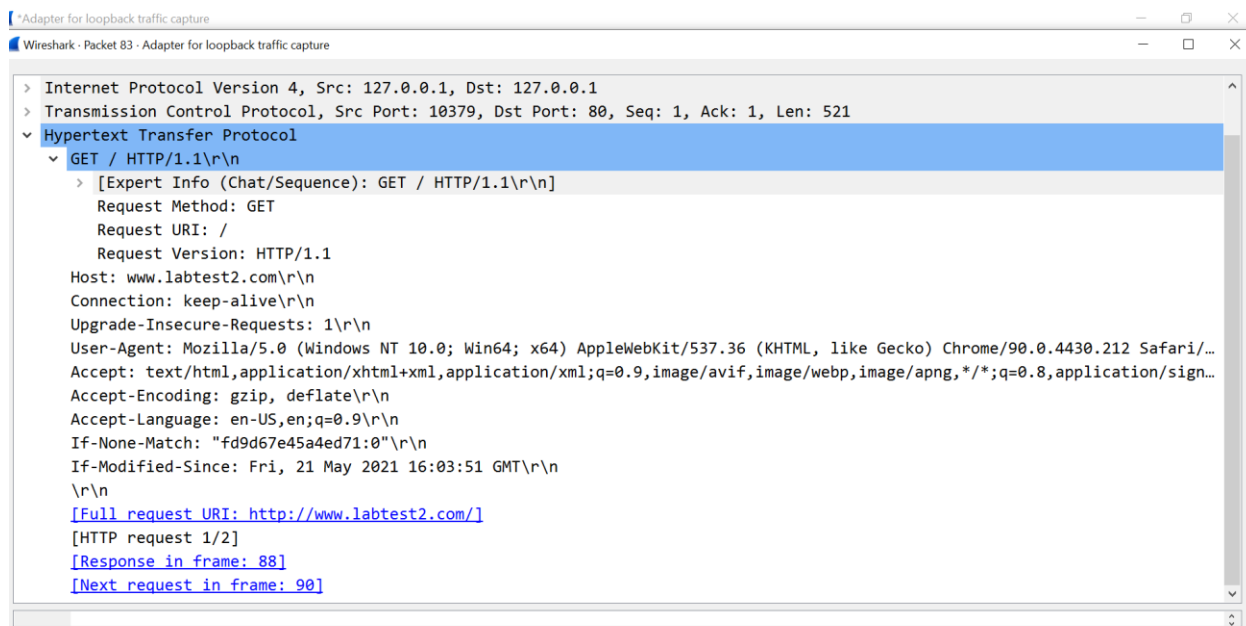 *Adapter for loopback traffic capture
Wireshark · Packet 83 · Adapter for loopback traffic capture
Internet Protocol Version 4, Src: 127.0.0.1, Dst: 127.0.0.1
Transmission Control Protocol, Src Port: 10379, Dst Port: 80, Seq: 1, Ack: 1, Len: 521
Hypertext Transfer Protocol
GET / HTTP/1.1\r\n
[Expert Info (Chat/Sequence): GET / HTTP/1.1\r\n]
Request Method: GET
Request URI: /
Request Version: HTTP/1.1
Host: www.labtest2.com\r\n
Connection: keep-alive\r\n
Upgrade-Insecure-Requests: 1\r\n
User-Agent: Mozilla/5.0 (Windows NT 10.0; Win64; x64) AppleWebKit/537.36 (KHTML, like Gecko) Chrome/90.0.4430.212 Safari/…
Accept: text/html,application/xhtml+xml,application/xml;q=0.9,image/avif,image/webp,image/apng,*/*;q=0.8,application/sign…
Accept-Encoding: gzip, deflate\r\n
Accept-Language: en-US,en;q=0.9\r\n
If-None-Match: "fd9d67e45a4ed71:0"\r\n
If-Modified-Since: Fri, 21 May 2021 16:03:51 GMT\r\n
\r\n
[Full request URI: http://www.labtest2.com/]
[HTTP request 1/2]
[Response in frame: 88]
[Next request in frame: 90]